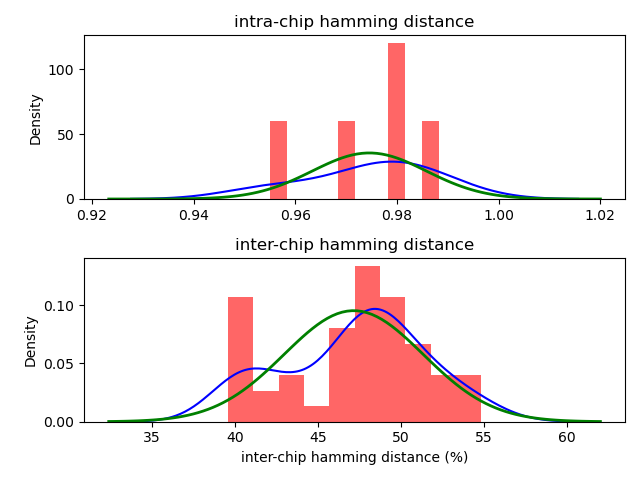 intra-chip hamming distance
Density
100
50
0
0.92 0.94 0.96 0.98 1.00 1.02
inter-chip hamming distance
Density
0.10
0.05
0.00
35 40 45 50 55 60
inter-chip hamming distance (%)